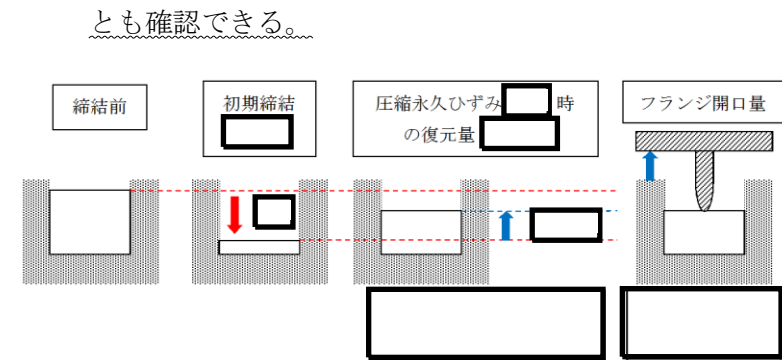 とも確認できる。
締結前
初期締結
圧縮永久ひずみ 時
の復元量
フランジ開口量